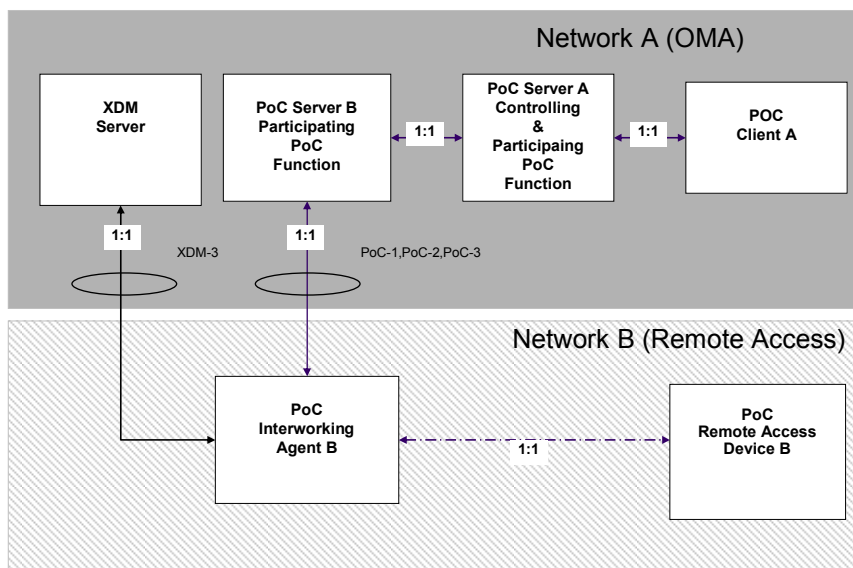 Network A (OMA)
XDM
Server
PoC Server B
Participating
PoC
Function
1:1
PoC Server A
Controlling
&
Participaing
PoC
Function
1:1
POC
Client A
1:1
XDM-3
1:1
PoC-1,PoC-2,PoC-3
Network B (Remote Access)
PoC
Interworking
Agent B
1:1
PoC
Remote Access
Device B